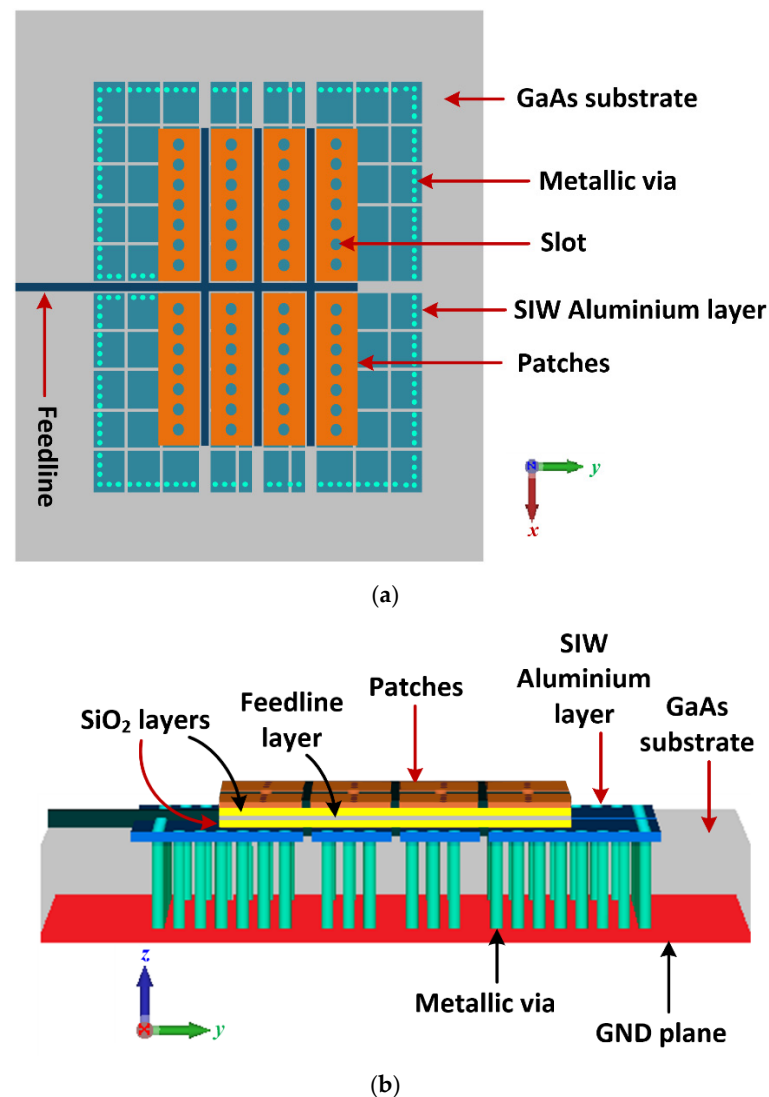 GaAs substrate
Metallic via
Slot
SIW Aluminium layer
Patches
Feedline
y
x
(a)
SIW
Aluminium
layer
Patches
Feedline
layer
SiO₂ layers
GaAs
substrate
z
y
Metallic via
GND plane
(b)